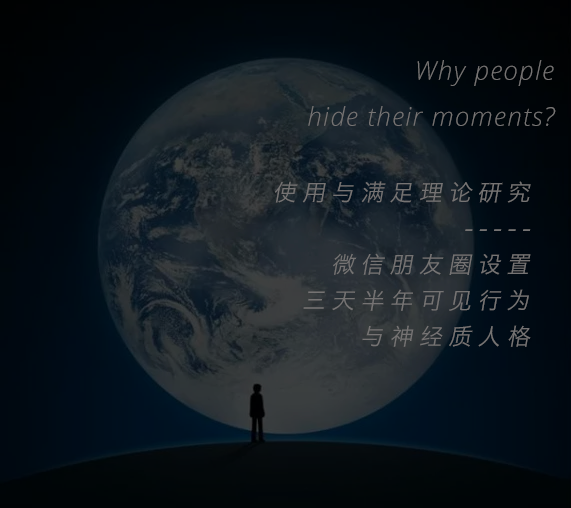 Why people
hide their moments?
使用与满足理论研究
-----
微信朋友圈设置
三天半年可见行为
与神经质人格